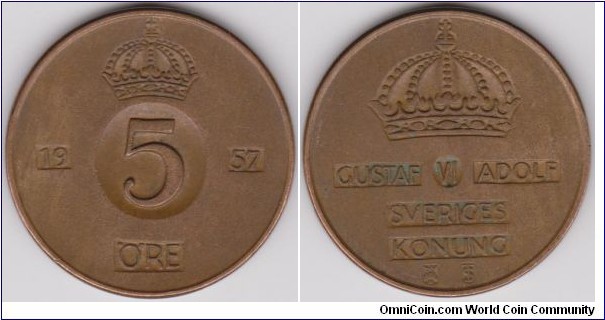 19 5 57
ÖRE
GUSTAF VI ADOLF
SVERIGES
KONUNG
S
OmniCoin.com World Coin Community